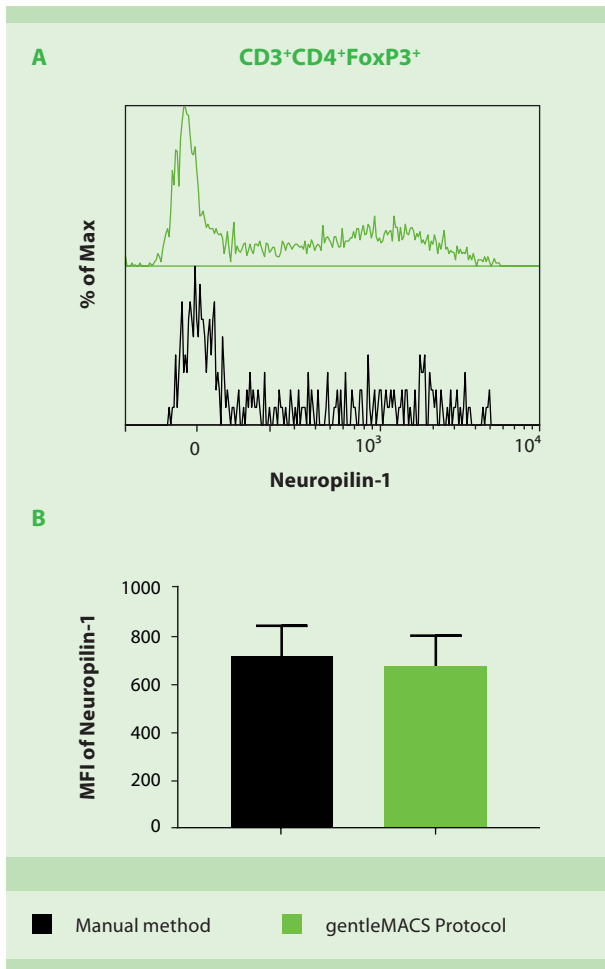 A
CD3⁺CD4⁺FoxP3⁺
% of Max
0
10³
10⁴
Neuropilin-1
B
MFI of Neuropilin-1
1000
800
600
400
200
0
Manual method
gentleMACS Protocol